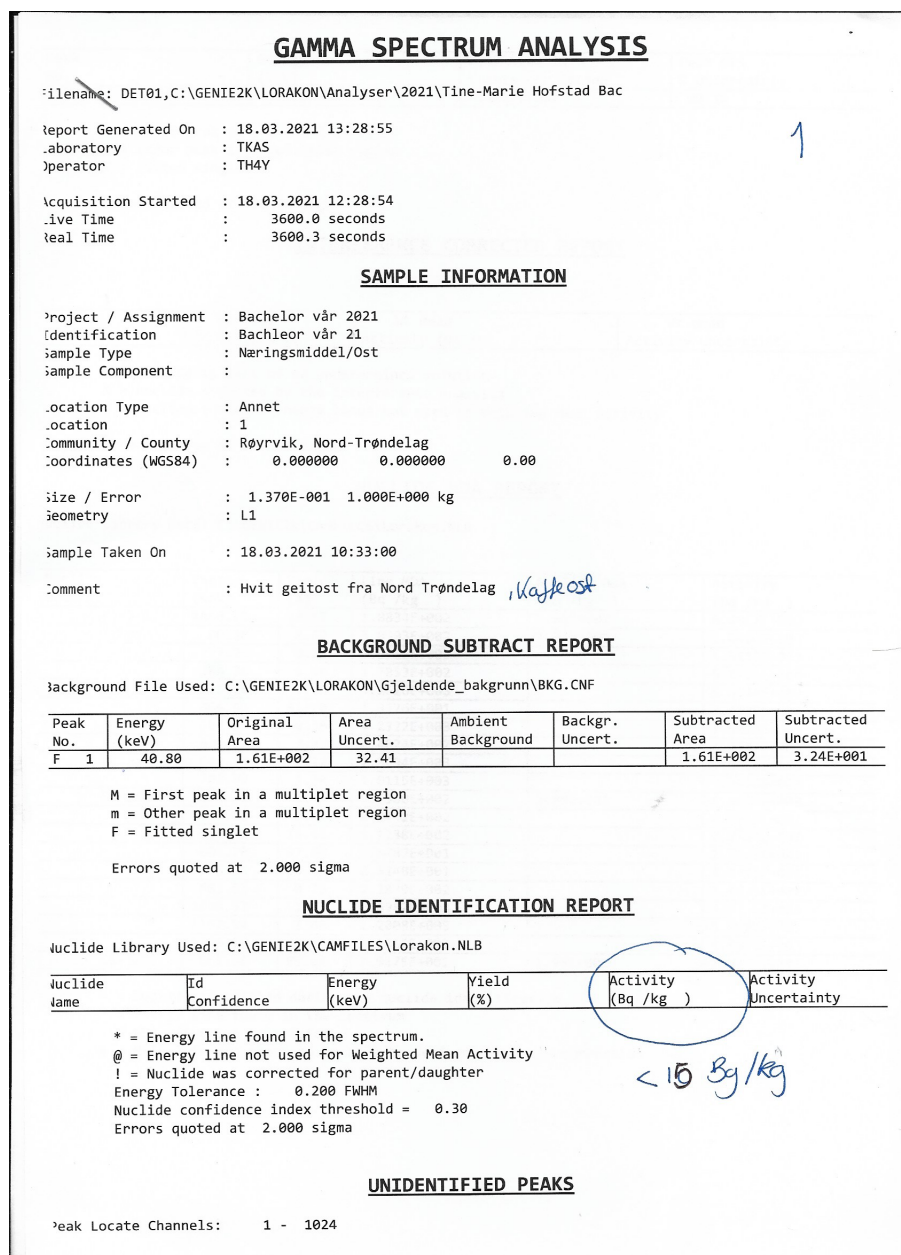 GAMMA SPECTRUM ANALYSIS
Filename: DET01,C:\GENIE2K\LORAKON\Analyser\2021\Tine-Marie Hofstad Bac
Report Generated On : 18.03.2021 13:28:55
1
Laboratory : TKAS
Operator : TH4Y
Acquisition Started : 18.03.2021 12:28:54
Live Time : 3600.0 seconds
Real Time : 3600.3 seconds
SAMPLE INFORMATION
Project / Assignment : Bachelor vår 2021
Identification : Bachleor vår 21
Sample Type : Næringsmiddel/Ost
Sample Component :
Location Type : Annet
Location : 1
Community / County : Røyrvik, Nord-Trøndelag
Coordinates (WGS84) : 0.000000 0.000000 0.00
Size / Error : 1.370E-001 1.000E+000 kg
Geometry : L1
Sample Taken On : 18.03.2021 10:33:00
Comment : Hvit geitost fra Nord Trøndelag , Kaffeost
BACKGROUND SUBTRACT REPORT
Background File Used: C:\GENIE2K\LORAKON\Gjeldende_bakgrunn\BKG.CNF
Peak Energy Original Area Ambient Backgr. Subtracted Subtracted
No. (keV) Area Uncert. Background Uncert. Area Uncert.
F 1 40.80 1.61E+002 32.41 1.61E+002 3.24E+001
M = First peak in a multiplet region
m = Other peak in a multiplet region
F = Fitted singlet
Errors quoted at 2.000 sigma
NUCLIDE IDENTIFICATION REPORT
Nuclide Library Used: C:\GENIE2K\CAMFILES\Lorakon.NLB
Nuclide Id Energy Yield Activity Activity
Name Confidence (keV) (%) (Bq /kg ) Uncertainty
* = Energy line found in the spectrum.
@ = Energy line not used for Weighted Mean Activity
! = Nuclide was corrected for parent/daughter
Energy Tolerance : 0.200 FWHM
< 15 Bq/kg
Nuclide confidence index threshold = 0.30
Errors quoted at 2.000 sigma
UNIDENTIFIED PEAKS
Peak Locate Channels: 1 - 1024